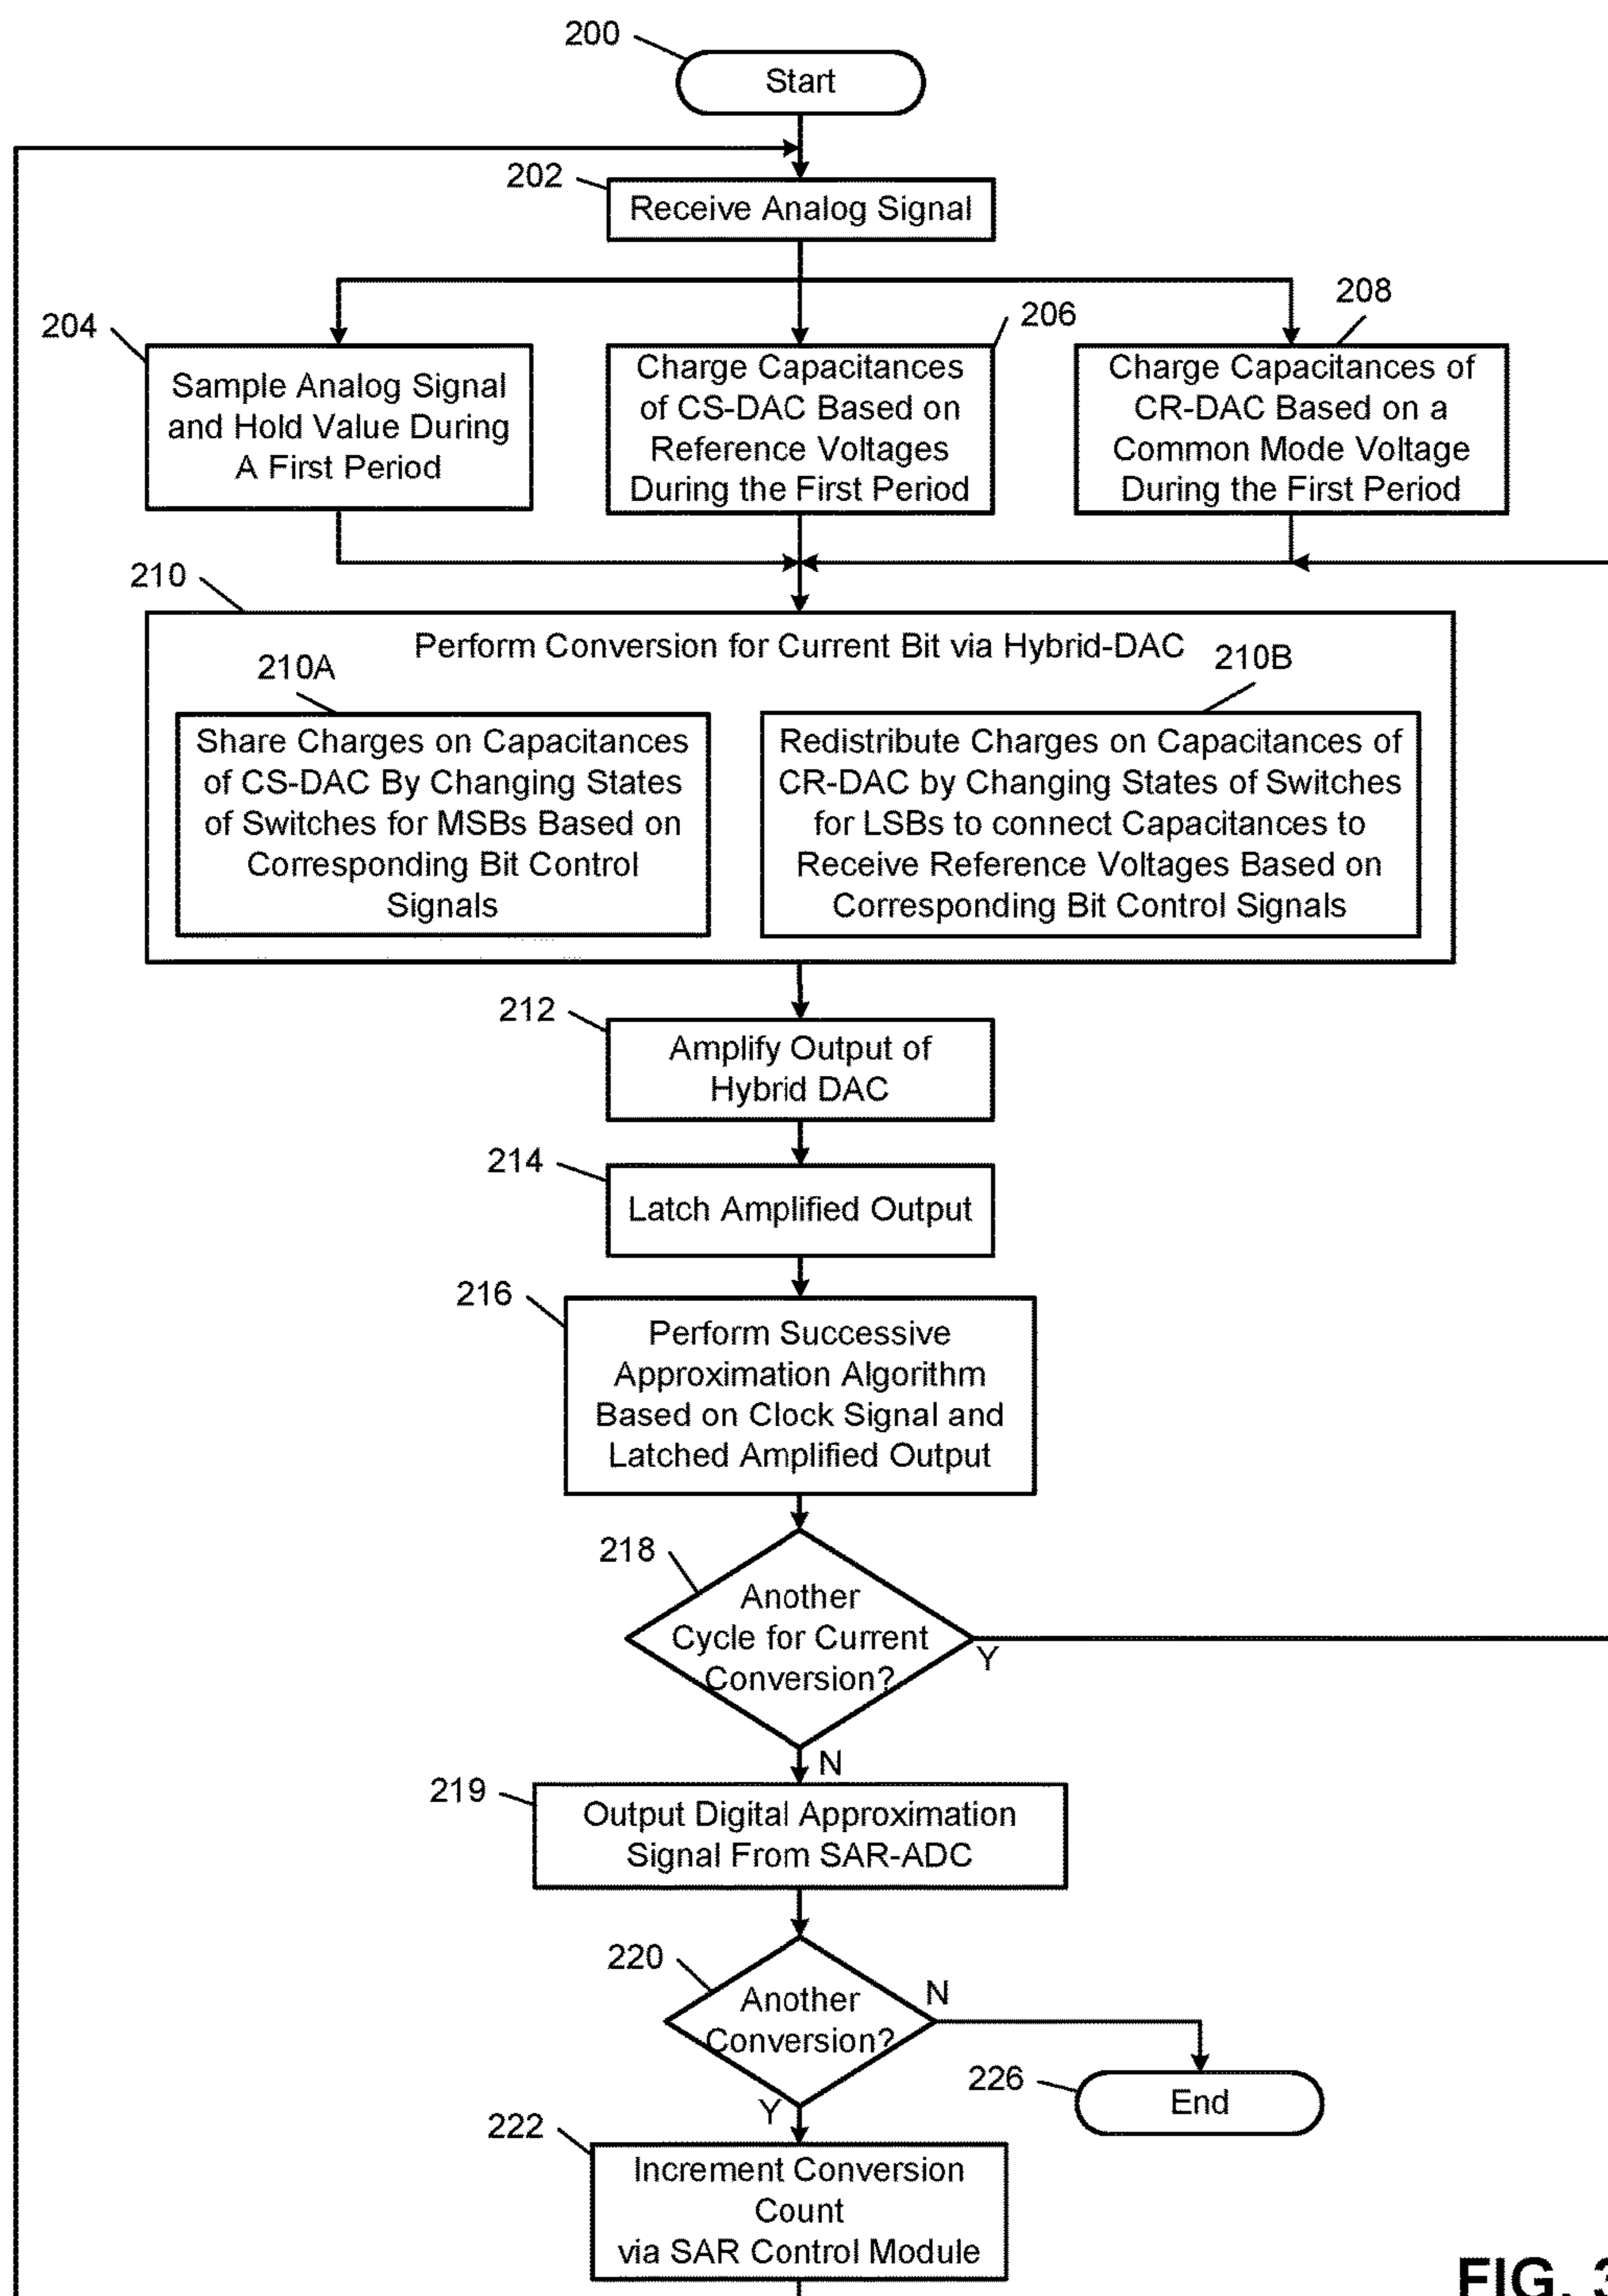 200
Start
202
Receive Analog Signal
204
Sample Analog Signal
and Hold Value During
A First Period
206
Charge Capacitances
of CS-DAC Based on
Reference Voltages
During the First Period
208
Charge Capacitances of
CR-DAC Based on a
Common Mode Voltage
During the First Period
210
Perform Conversion for Current Bit via Hybrid-DAC
210A
Share Charges on Capacitances
of CS-DAC By Changing States
of Switches for MSBs Based on
Corresponding Bit Control
Signals
210B
Redistribute Charges on Capacitances of
CR-DAC by Changing States of Switches
for LSBs to connect Capacitances to
Receive Reference Voltages Based on
Corresponding Bit Control Signals
212
Amplify Output of
Hybrid DAC
214
Latch Amplified Output
216
Perform Successive
Approximation Algorithm
Based on Clock Signal and
Latched Amplified Output
218
Another
Cycle for Current
Conversion?
Y
N
219
Output Digital Approximation
Signal From SAR-ADC
220
Another
Conversion?
N
226
End
Y
222
Increment Conversion
Count
via SAR Control Module
FIG. 3